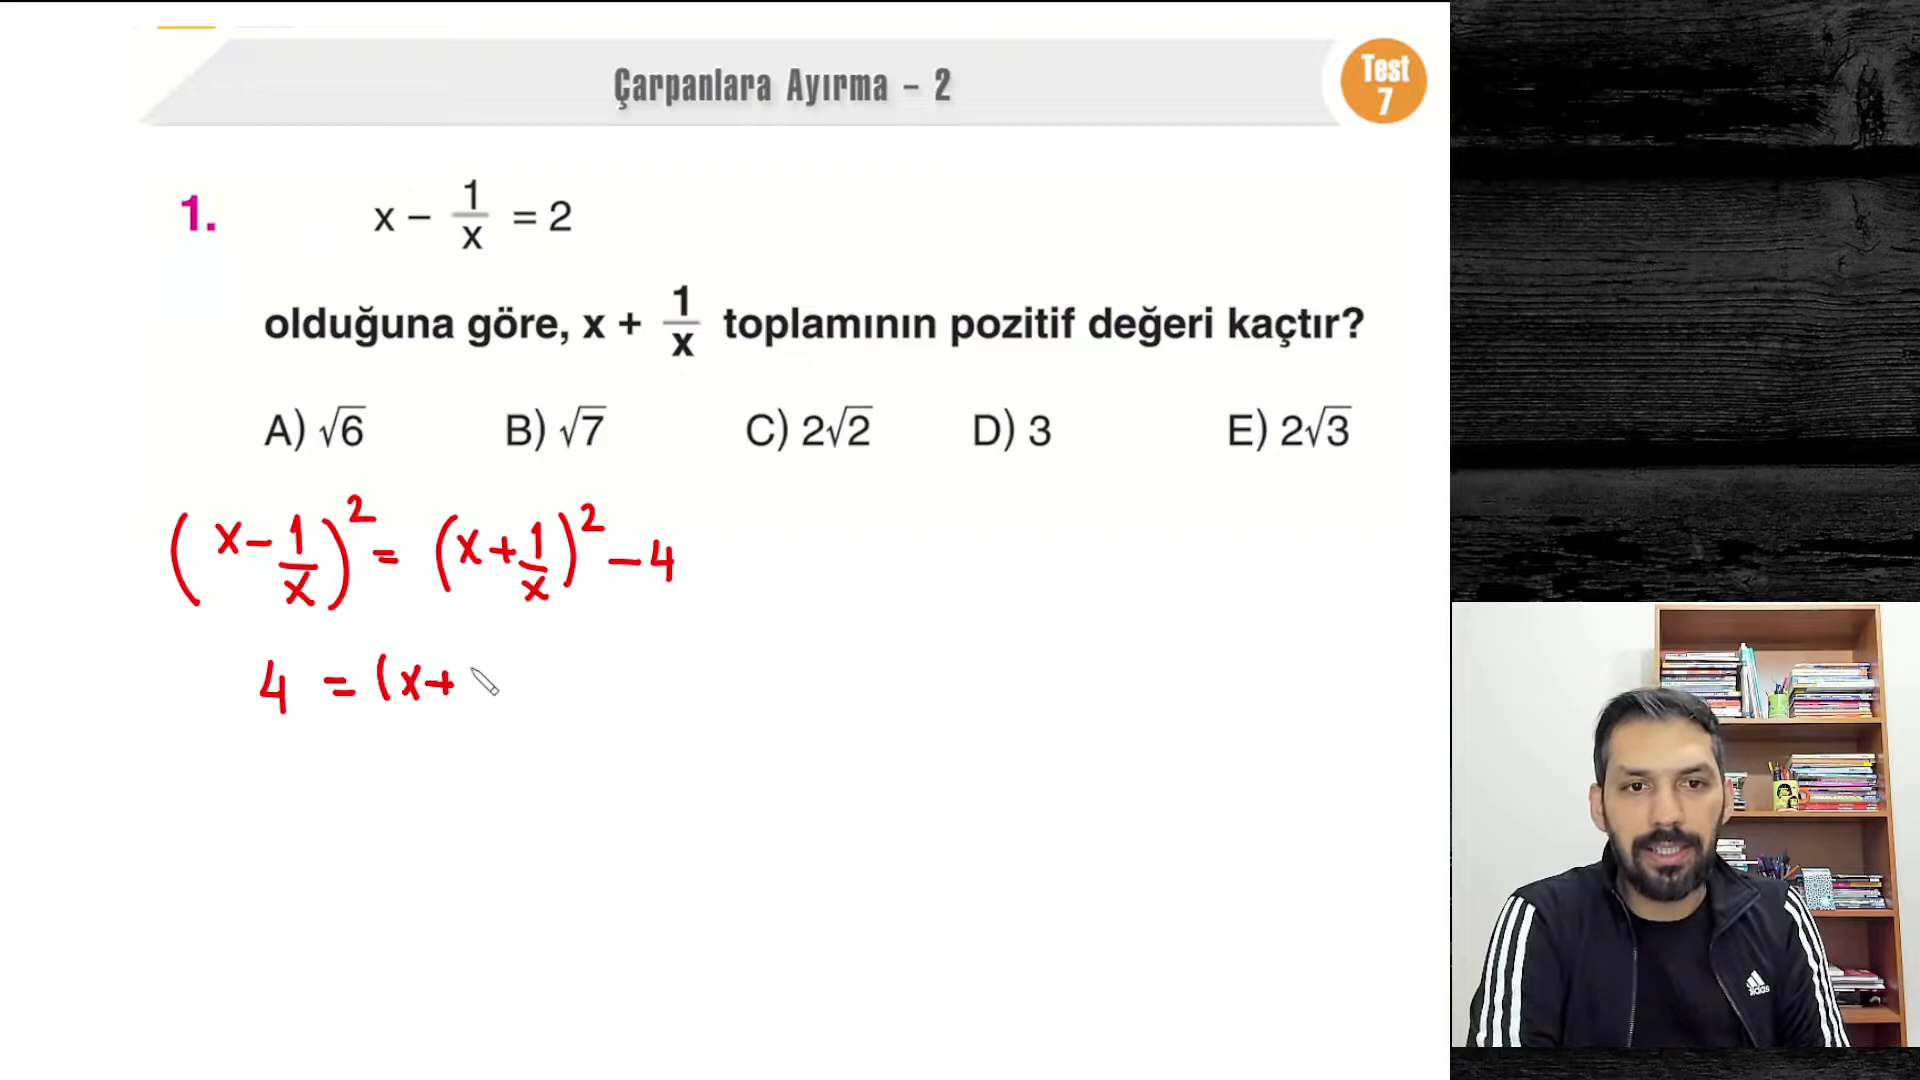 Çarpanlara Ayırma – 2
Test
7
1. x – 1/x = 2
olduğuna göre, x + 1/x toplamının pozitif değeri kaçtır?
A) √6 B) √7 C) 2√2 D) 3 E) 2√3
(x – 1/x)² = (x + 1/x)² – 4
4 = (x +
adidas